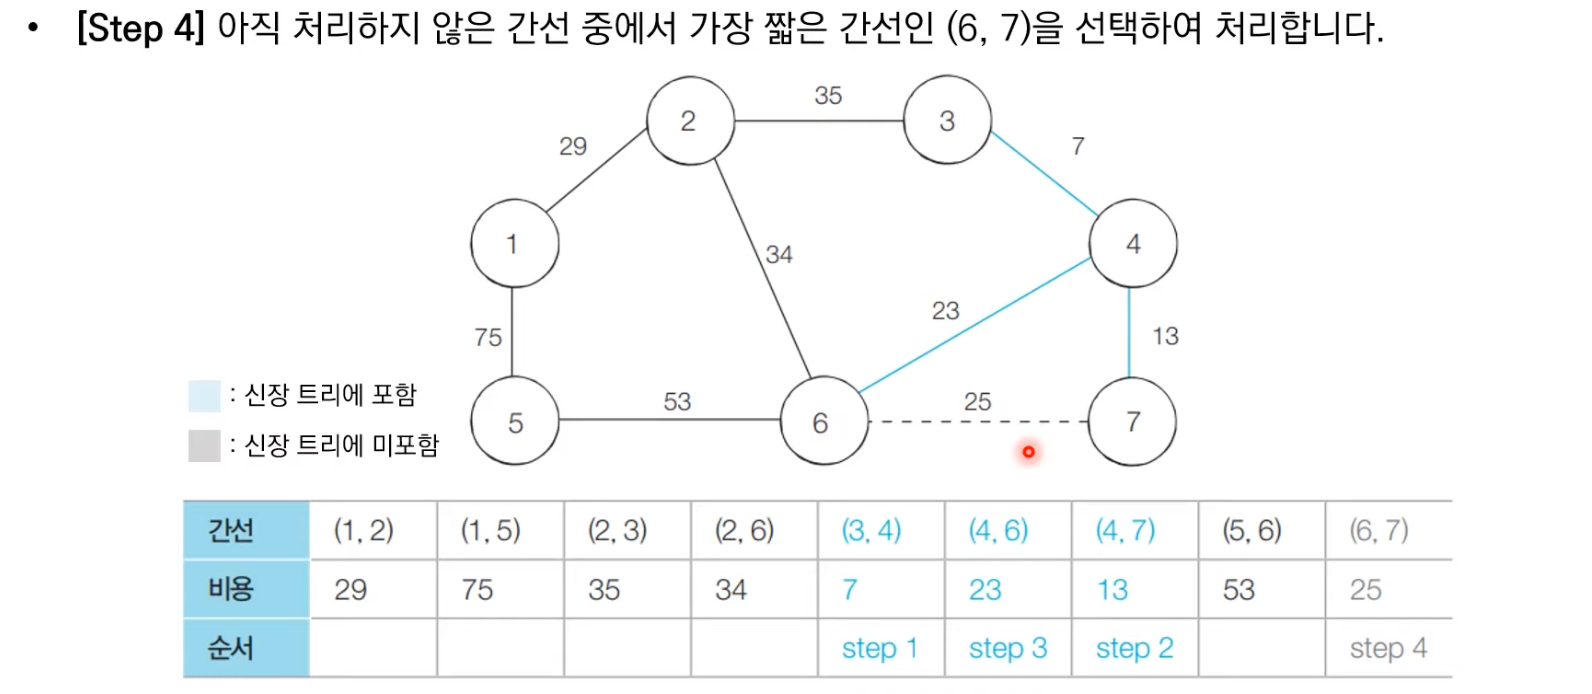 • [Step 4] 아직 처리하지 않은 간선 중에서 가장 짧은 간선인 (6, 7)을 선택하여 처리합니다.
35
2
3
29
7
1
4
34
23
75
13
: 신장 트리에 포함
53
25
5
6
7
: 신장 트리에 미포함
간선 (1, 2) (1, 5) (2, 3) (2, 6) (3, 4) (4, 6) (4, 7) (5, 6) (6, 7)
비용 29 75 35 34 7 23 13 53 25
순서 step 1 step 3 step 2 step 4